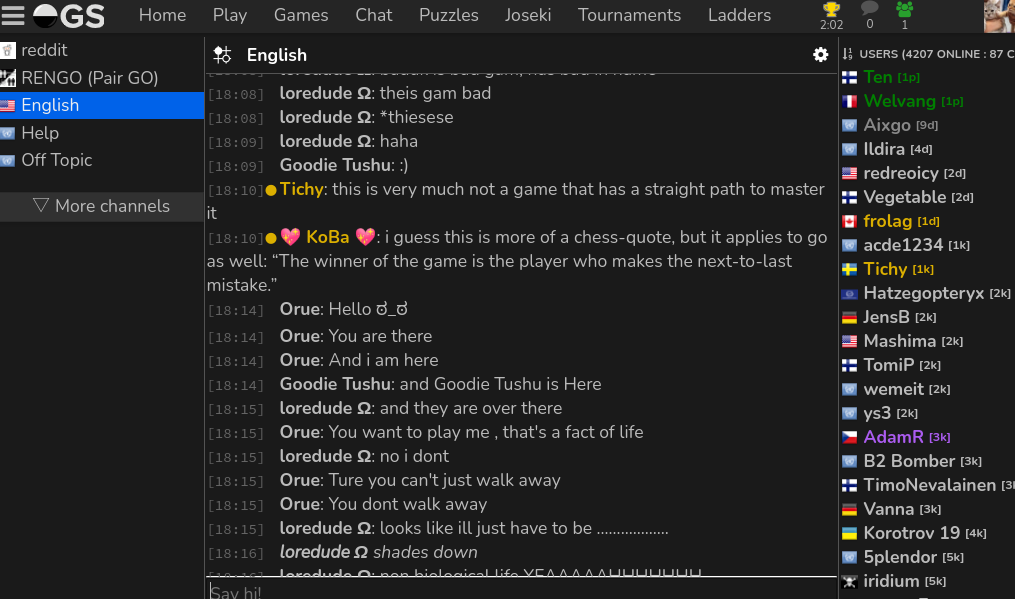 OGS Home Play Games Chat Puzzles Joseki Tournaments Ladders 2:02 0 1
reddit
RENGO (Pair GO)
English
Help
Off Topic
▽ More channels
English
loredude Ω:
[18:08] loredude Ω: theis gam bad
[18:08] loredude Ω: *thiesese
[18:09] loredude Ω: haha
[18:09] Goodie Tushu: :)
[18:10] Tichy: this is very much not a game that has a straight path to master
it
[18:10] 💖 KoBa 💖: i guess this is more of a chess-quote, but it applies to go
as well: “The winner of the game is the player who makes the next-to-last
mistake.”
[18:14] Orue: Hello ಠ_ಠ
[18:14] Orue: You are there
[18:14] Orue: And i am here
[18:14] Goodie Tushu: and Goodie Tushu is Here
[18:15] loredude Ω: and they are over there
[18:15] Orue: You want to play me , that's a fact of life
[18:15] loredude Ω: no i dont
[18:15] Orue: Ture you can't just walk away
[18:15] Orue: You dont walk away
[18:15] loredude Ω: looks like ill just have to be ..................
[18:16] loredude Ω shades down
[18:16] loredude Ω: non biological life YEAAAAAHHHHHHH
Say hi!
USERS (4207 ONLINE : 87 C
Ten [1p]
Welvang [1p]
Aixgo [9d]
Ildira [4d]
redreoicy [2d]
Vegetable [2d]
frolag [1d]
acde1234 [1k]
Tichy [1k]
Hatzegopteryx [2k]
JensB [2k]
Mashima [2k]
TomiP [2k]
wemeit [2k]
ys3 [2k]
AdamR [3k]
B2 Bomber [3k]
TimoNevalainen [3k
Vanna [3k]
Korotrov 19 [4k]
5plendor [5k]
iridium [5k]